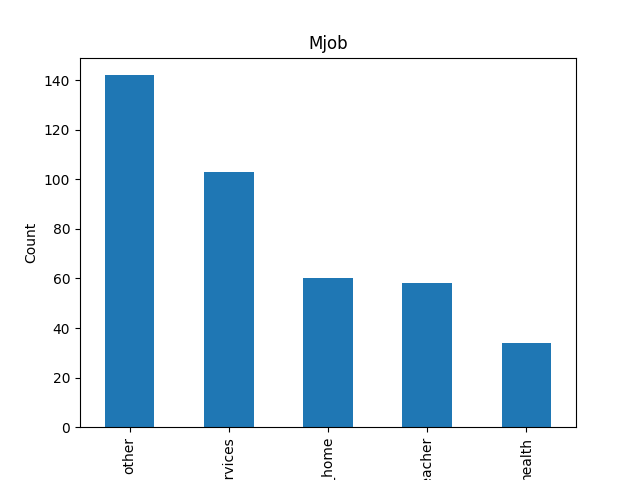 Mjob
Count
140
120
100
80
60
40
20
0
other
rvices
_home
eacher
health